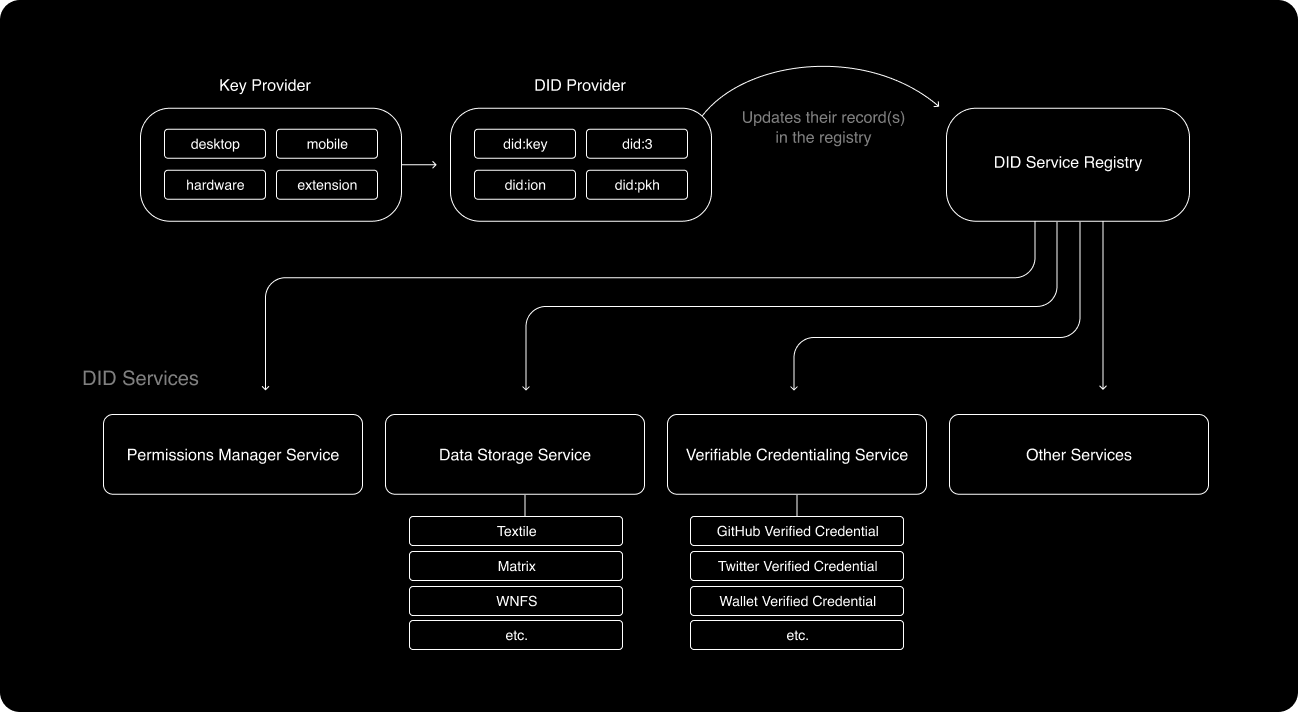 Key Provider
DID Provider
desktop
mobile
hardware
extension
did:key
did:3
did:ion
did:pkh
Updates their record(s)
in the registry
DID Service Registry
DID Services
Permissions Manager Service
Data Storage Service
Verifiable Credentialing Service
Other Services
Textile
Matrix
WNFS
etc.
GitHub Verified Credential
Twitter Verified Credential
Wallet Verified Credential
etc.